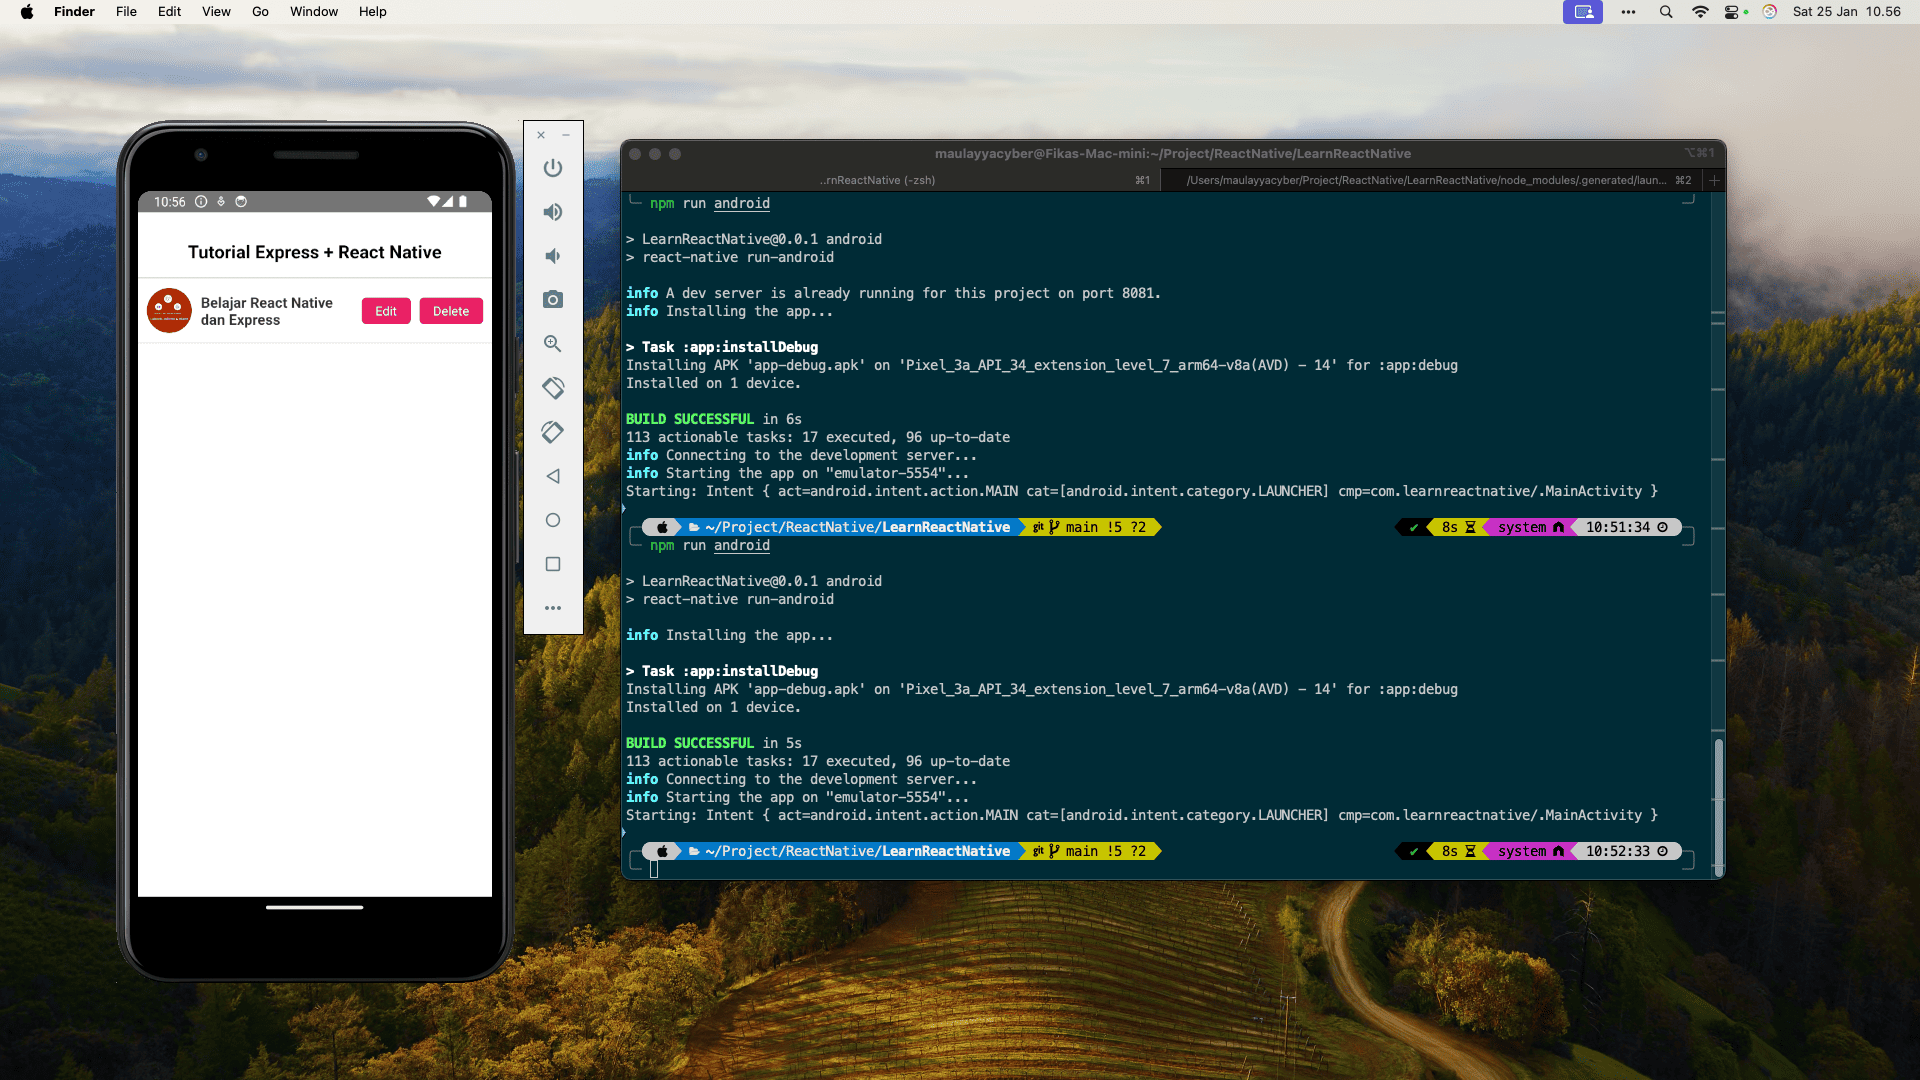 Finder File Edit View Go Window Help
Sat 25 Jan 10.56
10:56
Tutorial Express + React Native
Belajar React Native
dan Express
Edit
Delete
maulayyacyber@Fikas-Mac-mini:~/Project/ReactNative/LearnReactNative
⌥⌘1
..rnReactNative (-zsh) ⌘1
/Users/maulayyacyber/Project/ReactNative/LearnReactNative/node_modules/.generated/laun... ⌘2
npm run android
> LearnReactNative@0.0.1 android
> react-native run-android
info A dev server is already running for this project on port 8081.
info Installing the app...
> Task :app:installDebug
Installing APK 'app-debug.apk' on 'Pixel_3a_API_34_extension_level_7_arm64-v8a(AVD) - 14' for :app:debug
Installed on 1 device.
BUILD SUCCESSFUL in 6s
113 actionable tasks: 17 executed, 96 up-to-date
info Connecting to the development server...
info Starting the app on "emulator-5554"...
Starting: Intent { act=android.intent.action.MAIN cat=[android.intent.category.LAUNCHER] cmp=com.learnreactnative/.MainActivity }
~/Project/ReactNative/LearnReactNative git main !5 ?2 ✔ 8s system 10:51:34
npm run android
> LearnReactNative@0.0.1 android
> react-native run-android
info Installing the app...
> Task :app:installDebug
Installing APK 'app-debug.apk' on 'Pixel_3a_API_34_extension_level_7_arm64-v8a(AVD) - 14' for :app:debug
Installed on 1 device.
BUILD SUCCESSFUL in 5s
113 actionable tasks: 17 executed, 96 up-to-date
info Connecting to the development server...
info Starting the app on "emulator-5554"...
Starting: Intent { act=android.intent.action.MAIN cat=[android.intent.category.LAUNCHER] cmp=com.learnreactnative/.MainActivity }
~/Project/ReactNative/LearnReactNative git main !5 ?2 ✔ 8s system 10:52:33